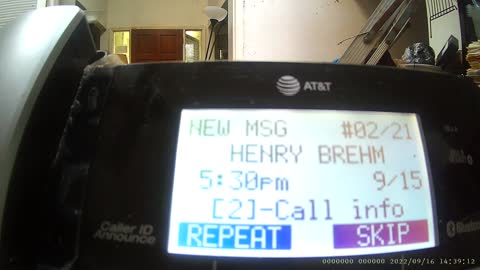 AT&T
NEW MSG #02/21
HENRY BREHM
5:30pm 9/15
[2]-Call info
REPEAT SKIP
Caller ID
Announce
Bluetooth
0000000 000000 2022/09/16 14:39:12